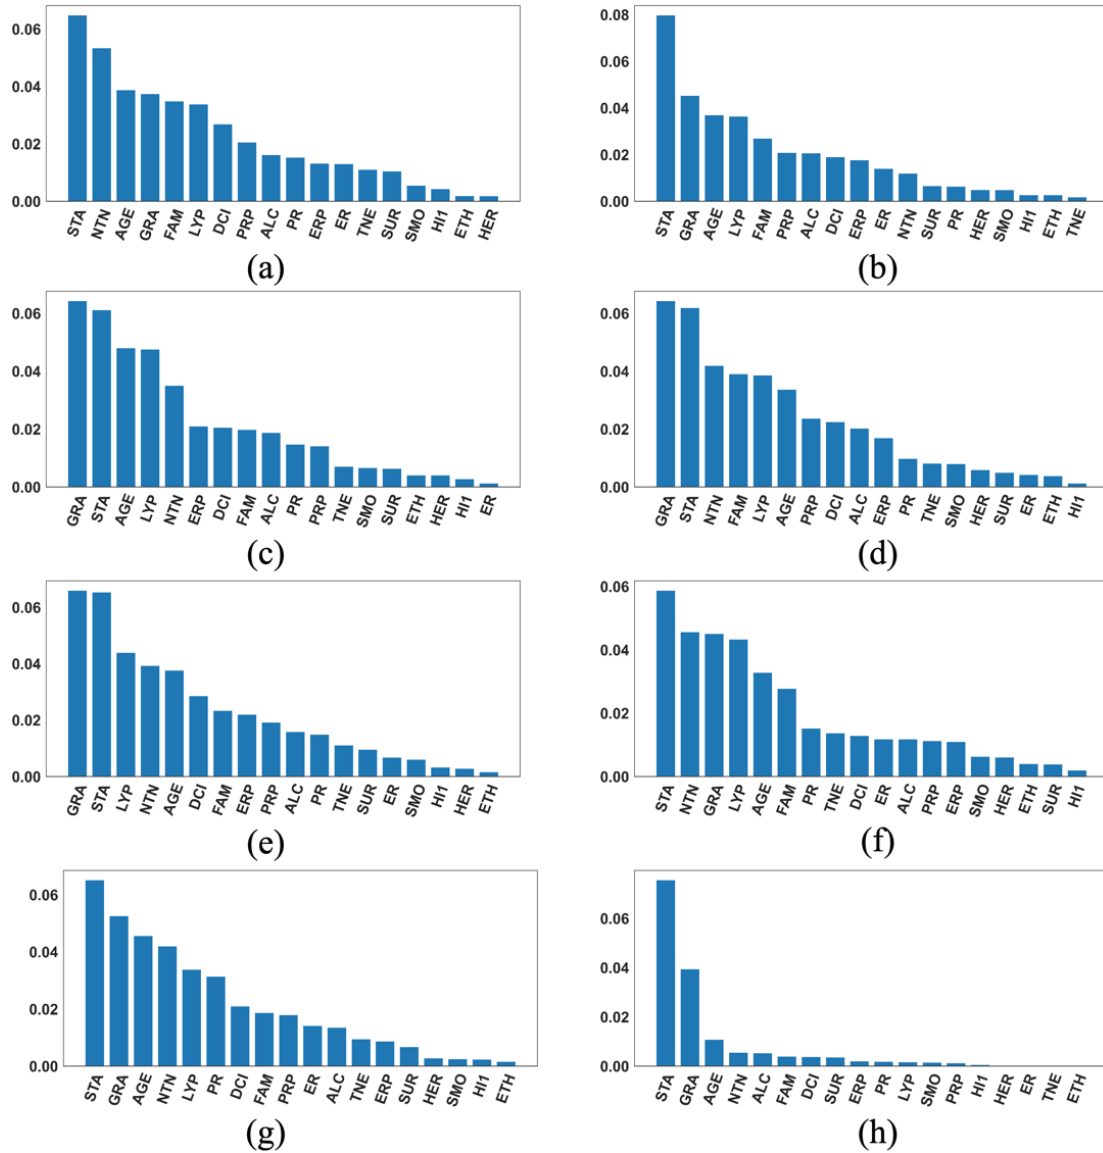 0.06
0.04
0.02
0.00
STA NTN AGE GRA FAM LYP DCI PRP ALC PR ERP ER TNE SUR SMO HI1 ETH HER
(a)
0.08
0.06
0.04
0.02
0.00
STA GRA AGE LYP FAM PRP ALC DCI ERP ER NTN SUR PR HER SMO HI1 ETH TNE
(b)
0.06
0.04
0.02
0.00
GRA STA AGE LYP NTN ERP DCI FAM ALC PR PRP TNE SMO SUR ETH HER HI1 ER
(c)
0.06
0.04
0.02
0.00
GRA STA NTN FAM LYP AGE PRP DCI ALC ERP PR TNE SMO HER SUR ER ETH HI1
(d)
0.06
0.04
0.02
0.00
GRA STA LYP NTN AGE DCI FAM ERP PRP ALC PR TNE SUR ER SMO HI1 HER ETH
(e)
0.06
0.04
0.02
0.00
STA NTN GRA LYP AGE FAM PR TNE DCI ER ALC PRP ERP SMO HER ETH SUR HI1
(f)
0.06
0.04
0.02
0.00
STA GRA AGE NTN LYP PR DCI FAM PRP ER ALC TNE ERP SUR HER SMO HI1 ETH
(g)
0.06
0.04
0.02
0.00
STA GRA AGE NTN ALC FAM DCI SUR ERP PR LYP SMO PRP HI1 HER ER TNE ETH
(h)